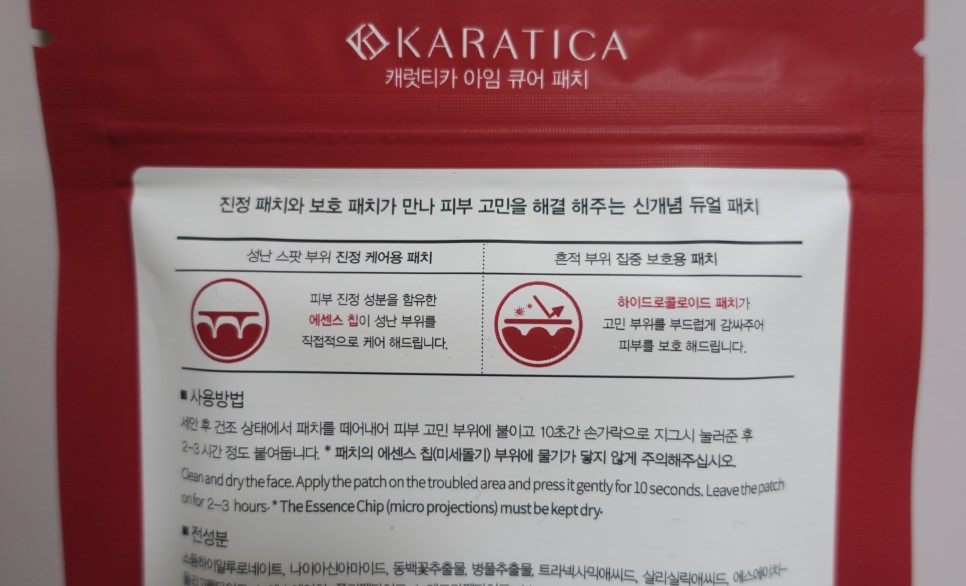 KARATICA
캐럿티카 아임 큐어 패치
진정 패치와 보호 패치가 만나 피부 고민을 해결 해주는 신개념 듀얼 패치
성난 스팟 부위 진정 케어용 패치
피부 진정 성분을 함유한
에센스 칩이 성난 부위를
직접적으로 케어 해드립니다.
흔적 부위 집중 보호용 패치
하이드로콜로이드 패치가
고민 부위를 부드럽게 감싸주어
피부를 보호 해드립니다.
■사용방법
세안 후 건조 상태에서 패치를 떼어내어 피부 고민 부위에 붙이고 10초간 손가락으로 지그시 눌러준 후
2-3시간 정도 붙여둡니다. * 패치의 에센스 칩(미세돌기) 부위에 물기가 닿지 않게 주의해주십시오.
Clean and dry the face. Apply the patch on the troubled area and press it gently for 10 seconds. Leave the patch
on for 2-3 hours. * The Essence Chip (micro projections) must be kept dry.
■전성분
소듐하이알루로네이트, 나이아신아마이드, 동백꽃추출물, 병풀추출물, 트라넥사믹애씨드, 살리실릭애씨드, 에스에이치-